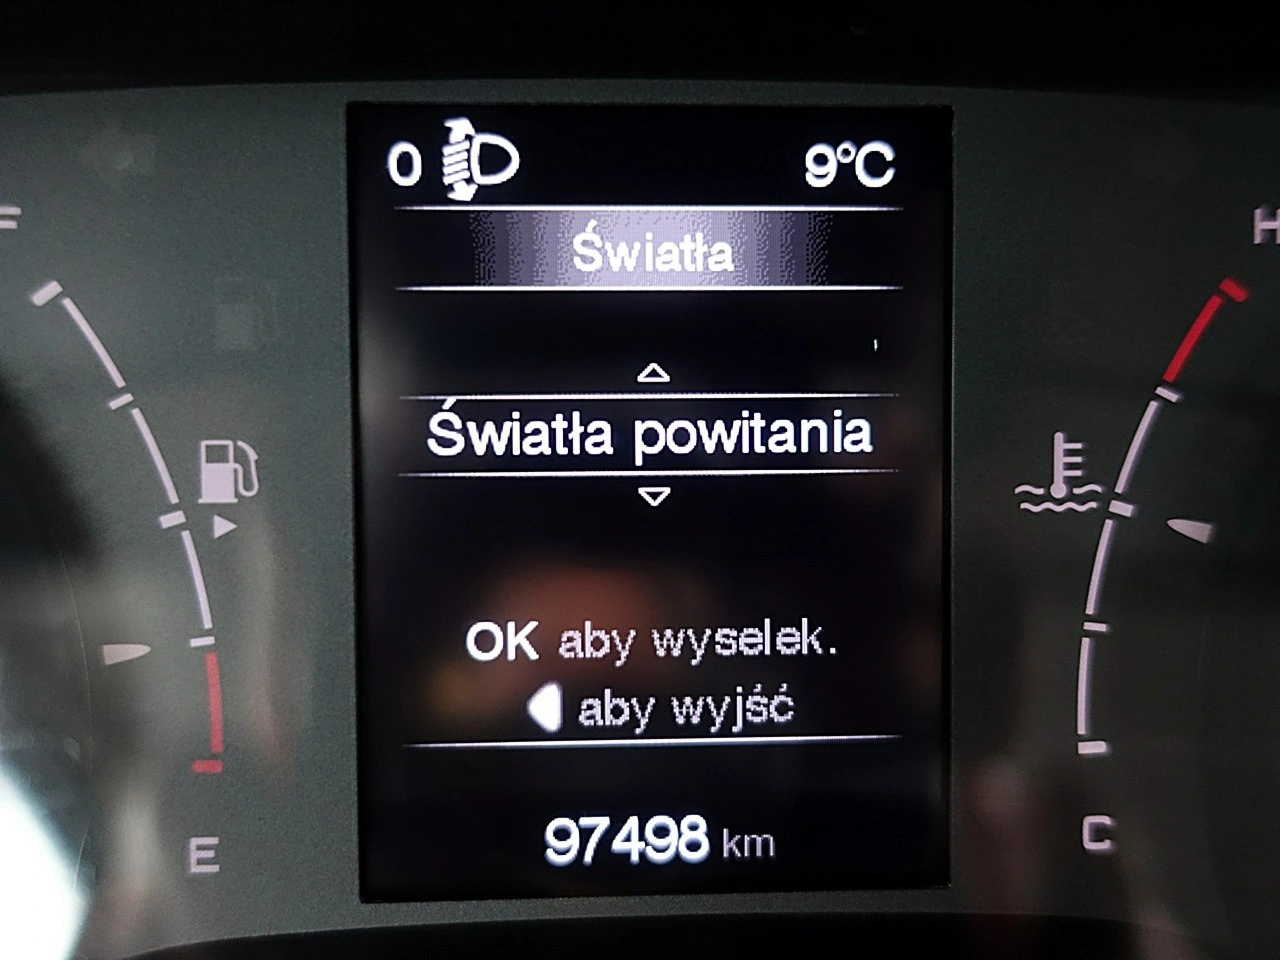 0 9°C
Światła
F
H
Światła powitania
OK aby wyselek.
aby wyjść
E
C
97498 km